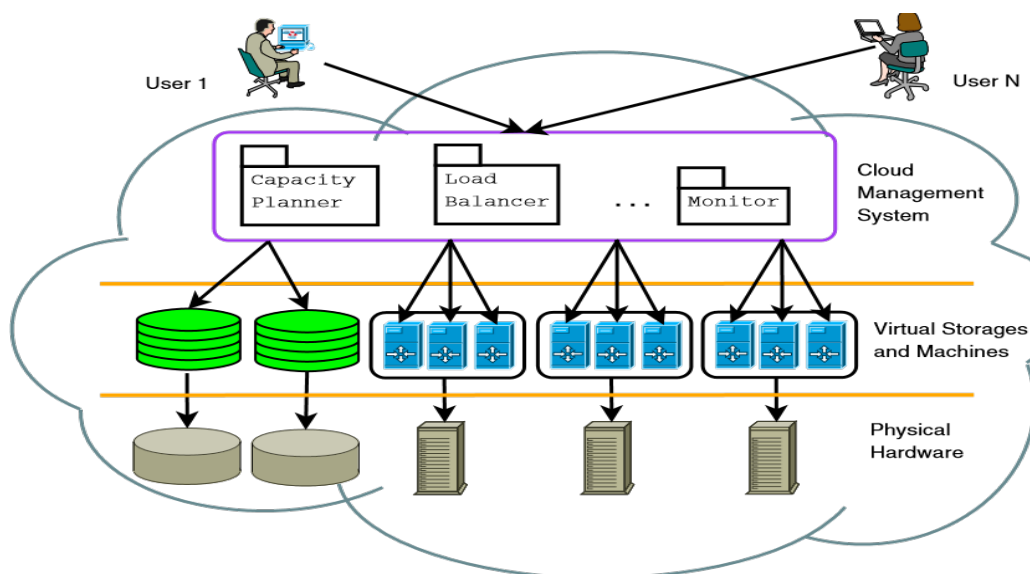 User 1
User N
Capacity
Planner
Load
Balancer
...
Monitor
Cloud
Management
System
Virtual Storages
and Machines
Physical
Hardware